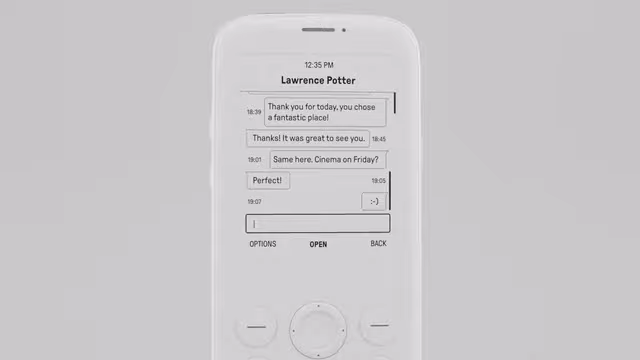 12:35 PM
Lawrence Potter
18:39 Thank you for today, you chose
a fantastic place!
Thanks! It was great to see you. 18:45
19:01 Same here. Cinema on Friday?
Perfect! 19:05
19:07 :-)
OPTIONS OPEN BACK